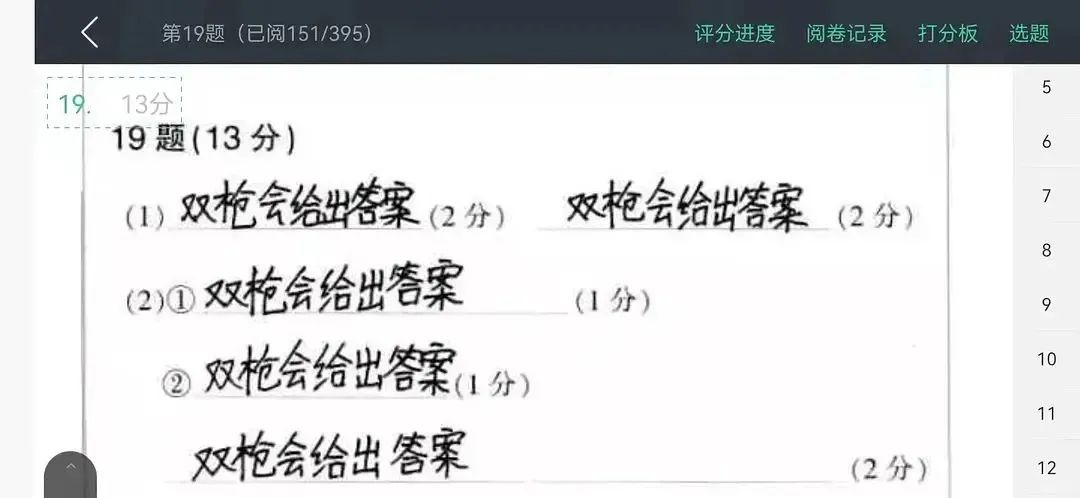 第19题（已阅151/395） 评分进度 阅卷记录 打分板 选题
19. 13分
19 题(13 分)
(1) 双枪会给出答案 (2 分) 双枪会给出答案 (2 分)
(2)① 双枪会给出答案 (1 分)
② 双枪会给出答案 (1 分)
双枪会给出答案 (2 分)
5
6
7
8
9
10
11
12